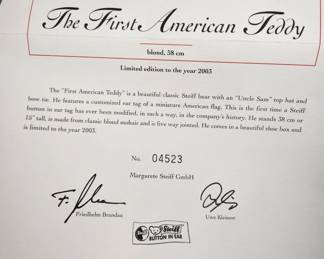 The First American Teddy
blond, 38 cm
Limited edition to the year 2003
The "First American Teddy" is a beautiful classic Steiff bear with an "Uncle Sam" top hat and
bow tie. He features a customized ear tag of a miniature American flag. This is the first time a Steiff
button in ear tag has ever been modified, in such a way, in the company's history. He stands 38 cm or
15" tall, is made from classic blond mohair and is five way jointed. He comes in a beautiful shoe box and
is limited to the year 2003.
No. 04523
Margarete Steiff GmbH
Friedhelm Brandau
Uwe Kleinow
Steiff
BUTTON IN EAR